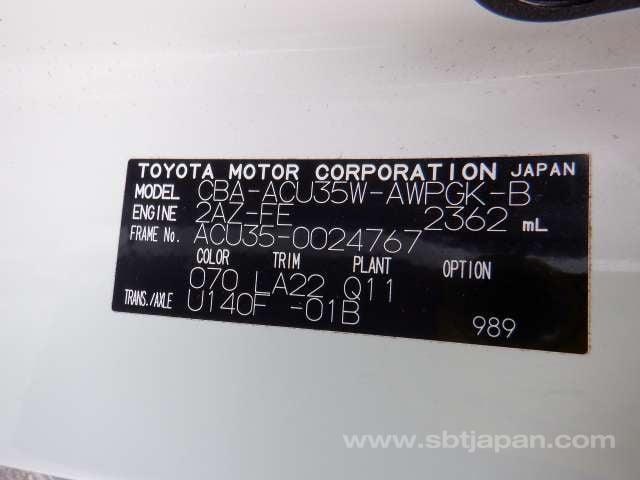 TOYOTA MOTOR CORPORATION JAPAN
MODEL CBA-ACU35W-AWPGK-B
ENGINE 2AZ-FE 2362 mL
FRAME No. ACU35-0024767
COLOR TRIM PLANT OPTION
070 LA22 Q11
TRANS./AXLE U140F -01B
989
www.sbtjapan.com